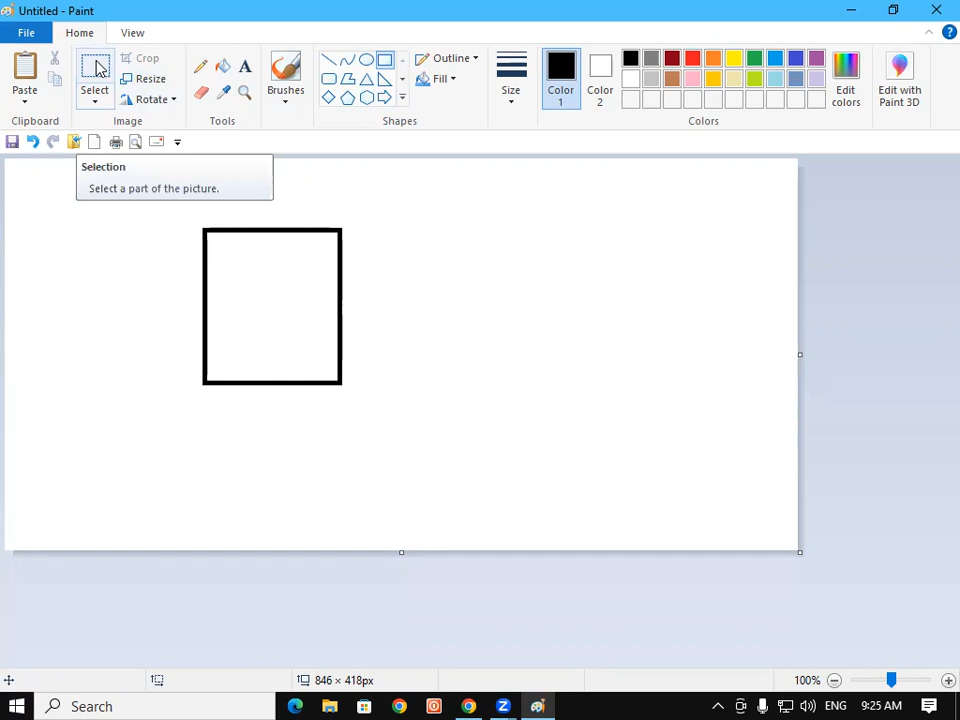 Untitled - Paint
File Home View
Paste
Select
Crop
Resize
Rotate
Brushes
Outline
Fill
Size
Color 1
Color 2
Edit colors
Edit with Paint 3D
Clipboard Image Tools Shapes Colors
Selection
Select a part of the picture.
846 × 418px 100%
Search
ENG 9:25 AM